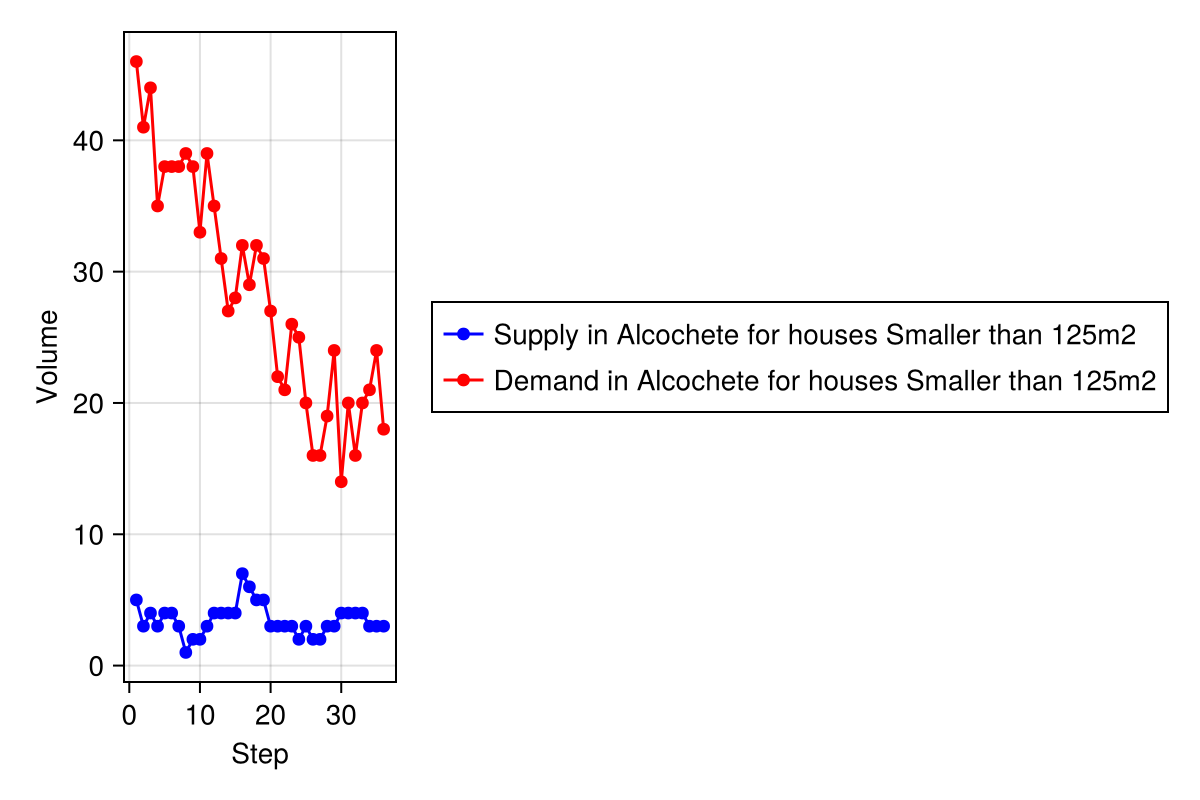 40
30
20
10
0
Volume
0 10 20 30
Step
Supply in Alcochete for houses Smaller than 125m2
Demand in Alcochete for houses Smaller than 125m2